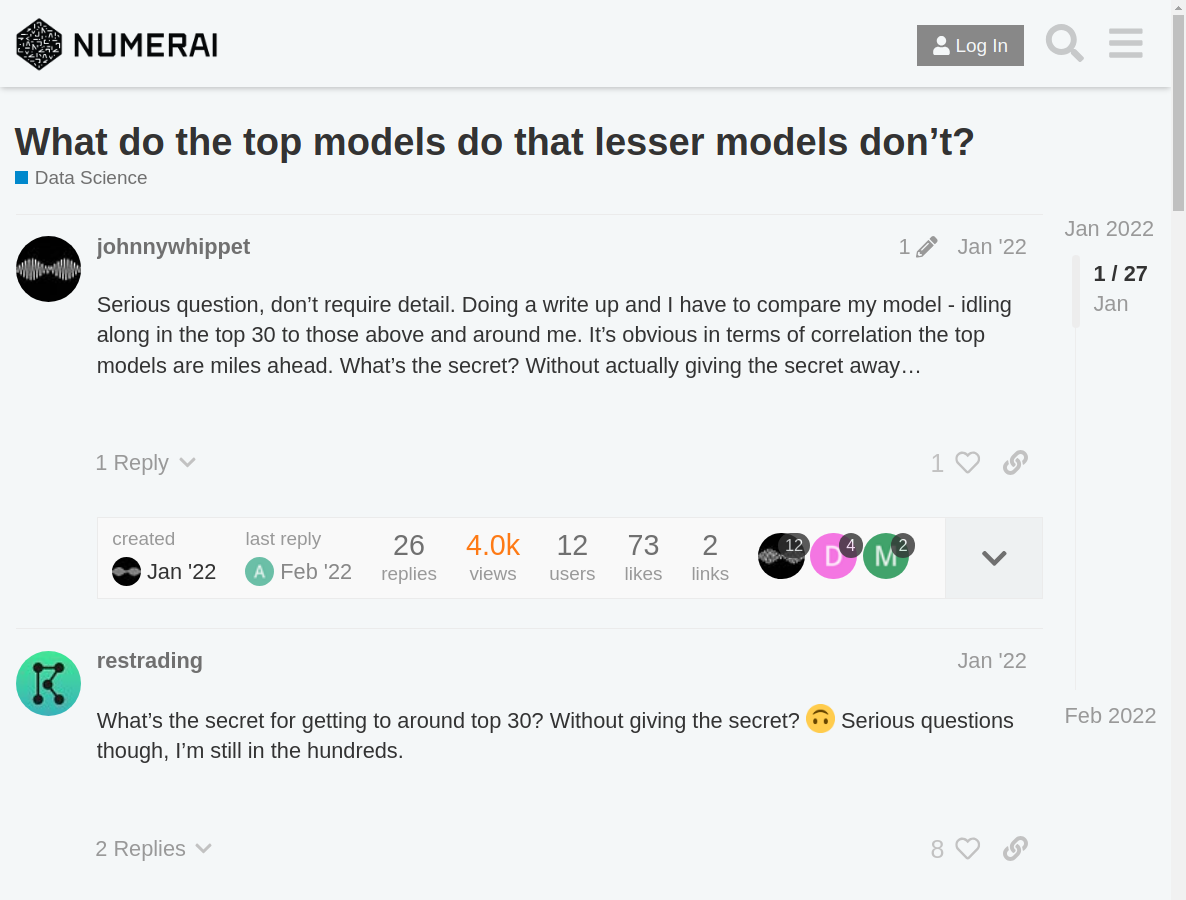 NUMERAI
Log In
What do the top models do that lesser models don’t?
Data Science
johnnywhippet
1
Jan '22
Serious question, don’t require detail. Doing a write up and I have to compare my model - idling
along in the top 30 to those above and around me. It’s obvious in terms of correlation the top
models are miles ahead. What’s the secret? Without actually giving the secret away…
1 Reply
1
created
Jan '22
last reply
A
Feb '22
26
replies
4.0k
views
12
users
73
likes
2
links
12
D
4
M
2
restrading
Jan '22
What’s the secret for getting to around top 30? Without giving the secret? 🙃 Serious questions
though, I’m still in the hundreds.
2 Replies
8
Jan 2022
1 / 27
Jan
Feb 2022